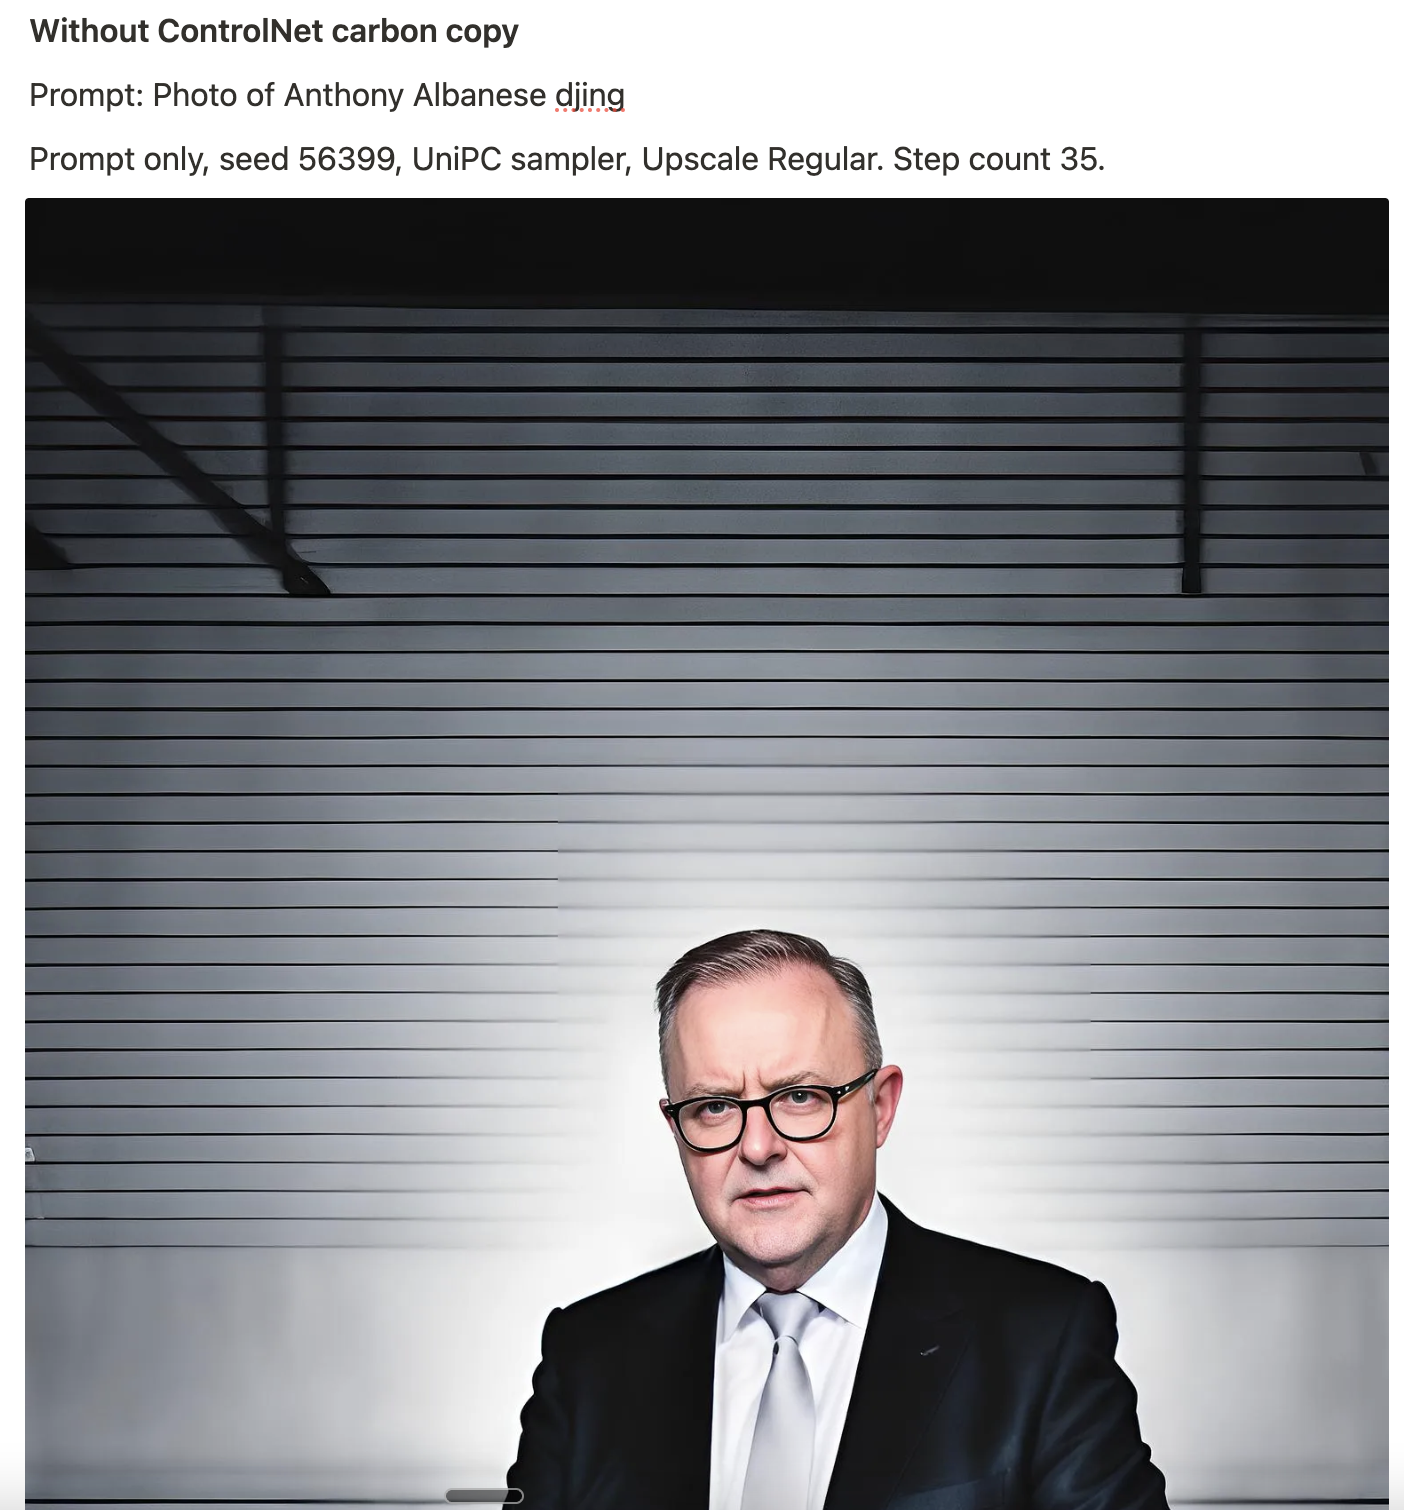 Without ControlNet carbon copy
Prompt: Photo of Anthony Albanese djing
Prompt only, seed 56399, UniPC sampler, Upscale Regular. Step count 35.